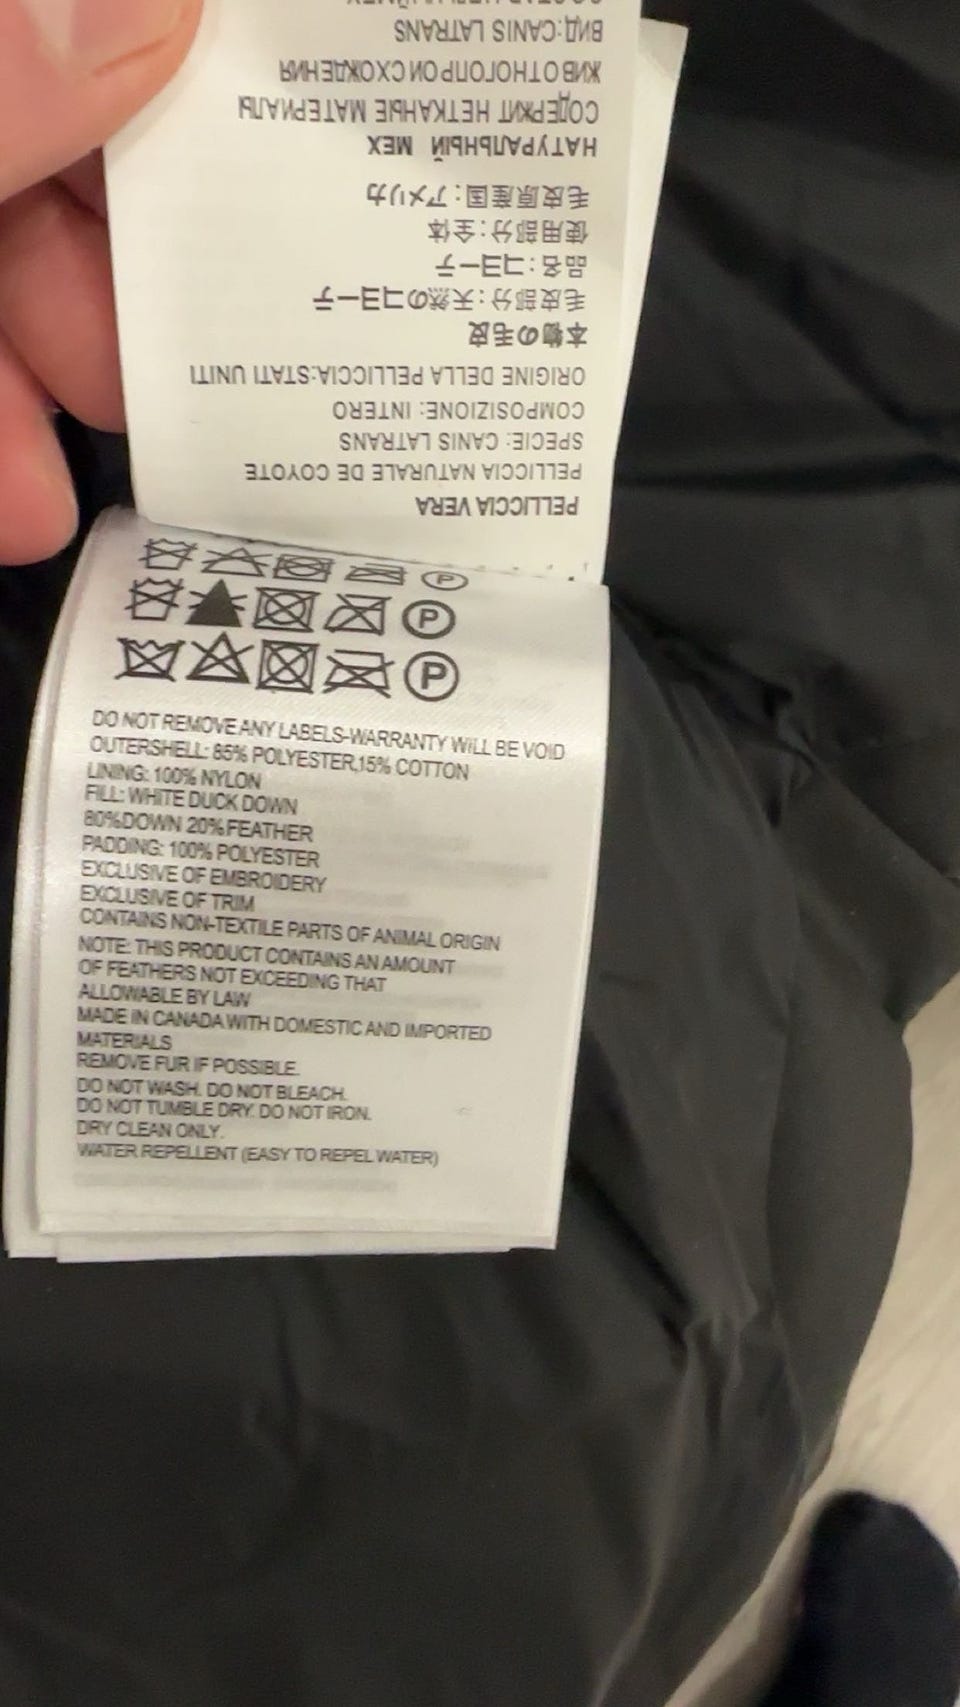 PELLICCIA VERA
PELLICCIA NATURALE DE COYOTE
SPECIE: CANIS LATRANS
COMPOSIZIONE: INTERO
ORIGINE DELLA PELLICCIA:STATI UNITI
本物の毛皮
毛皮部分:天然のコヨーテ
品名:コヨーテ
使用部分:全体
毛皮原産国:アメリカ
НАТУРАЛЬНЫЙ МЕХ
СОДЕРЖИТ НЕТКАНЫЕ МАТЕРИАЛЫ
ЖИВОТНОГО ПРОИСХОЖДЕНИЯ
ВИД:CANIS LATRANS
P
P
P
DO NOT REMOVE ANY LABELS-WARRANTY WILL BE VOID
OUTERSHELL: 85% POLYESTER,15% COTTON
LINING: 100% NYLON
FILL: WHITE DUCK DOWN
80%DOWN 20%FEATHER
PADDING: 100% POLYESTER
EXCLUSIVE OF EMBROIDERY
EXCLUSIVE OF TRIM
CONTAINS NON-TEXTILE PARTS OF ANIMAL ORIGIN
NOTE: THIS PRODUCT CONTAINS AN AMOUNT
OF FEATHERS NOT EXCEEDING THAT
ALLOWABLE BY LAW
MADE IN CANADA WITH DOMESTIC AND IMPORTED
MATERIALS
REMOVE FUR IF POSSIBLE.
DO NOT WASH. DO NOT BLEACH.
DO NOT TUMBLE DRY. DO NOT IRON.
DRY CLEAN ONLY.
WATER REPELLENT (EASY TO REPEL WATER)